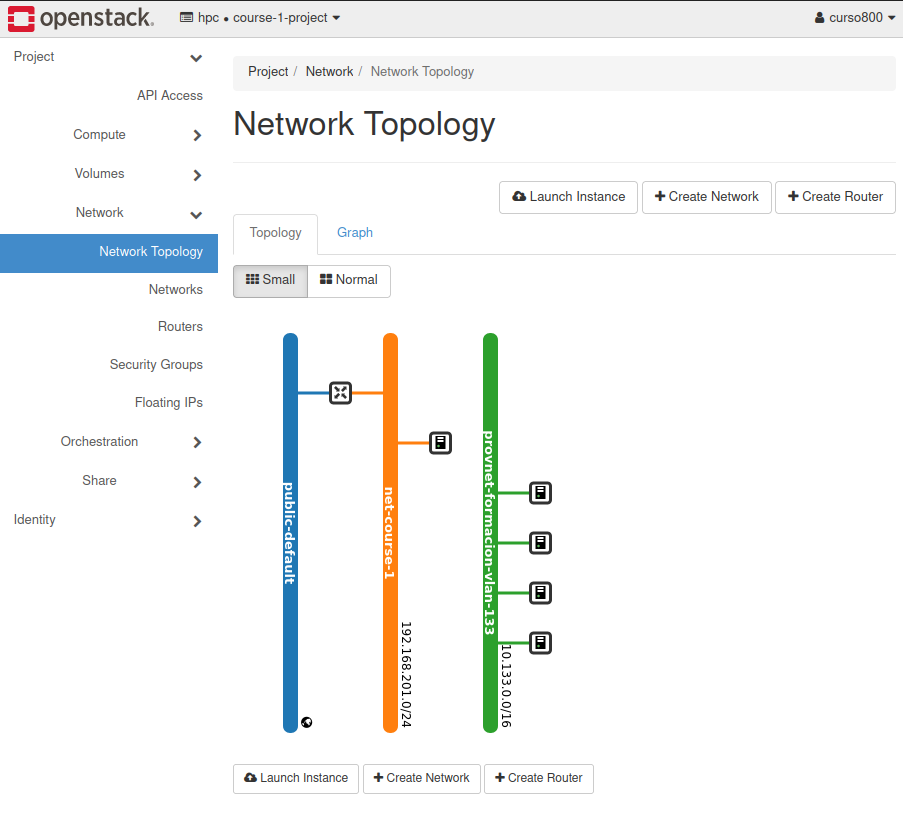 openstack.
hpc • course-1-project
curso800
Project
API Access
Compute
Volumes
Network
Network Topology
Networks
Routers
Security Groups
Floating IPs
Orchestration
Share
Identity
Project / Network / Network Topology
Network Topology
Launch Instance
Create Network
Create Router
Topology
Graph
Small
Normal
public-default
net-course-1
192.168.201.0/24
provnet-formacion-vlan-133
10.133.0.0/16
Launch Instance
Create Network
Create Router